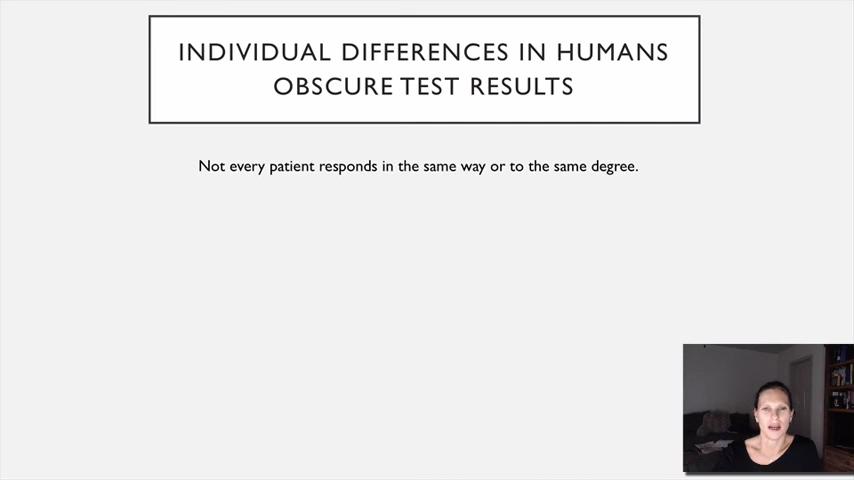 INDIVIDUAL DIFFERENCES IN HUMANS
OBSCURE TEST RESULTS
Not every patient responds in the same way or to the same degree.